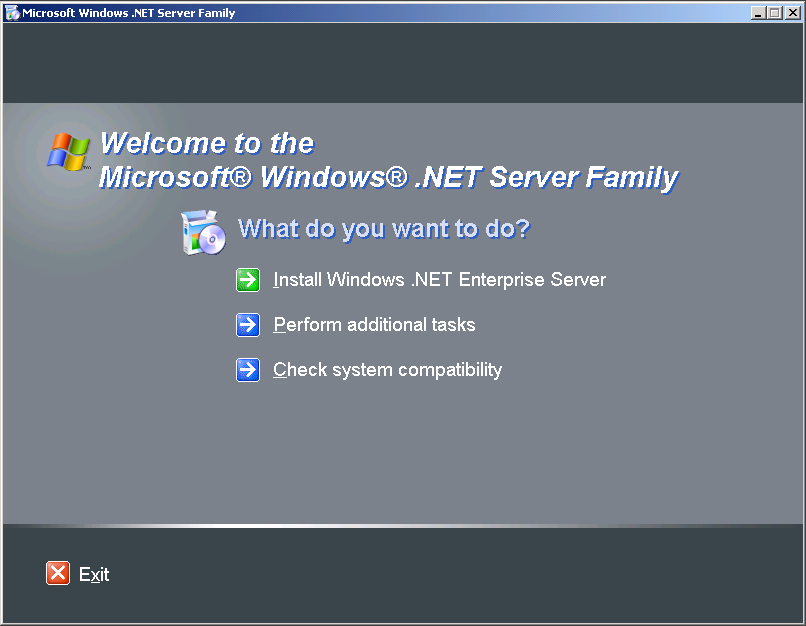 Microsoft Windows .NET Server Family
Welcome to the
Microsoft® Windows® .NET Server Family
What do you want to do?
Install Windows .NET Enterprise Server
Perform additional tasks
Check system compatibility
Exit